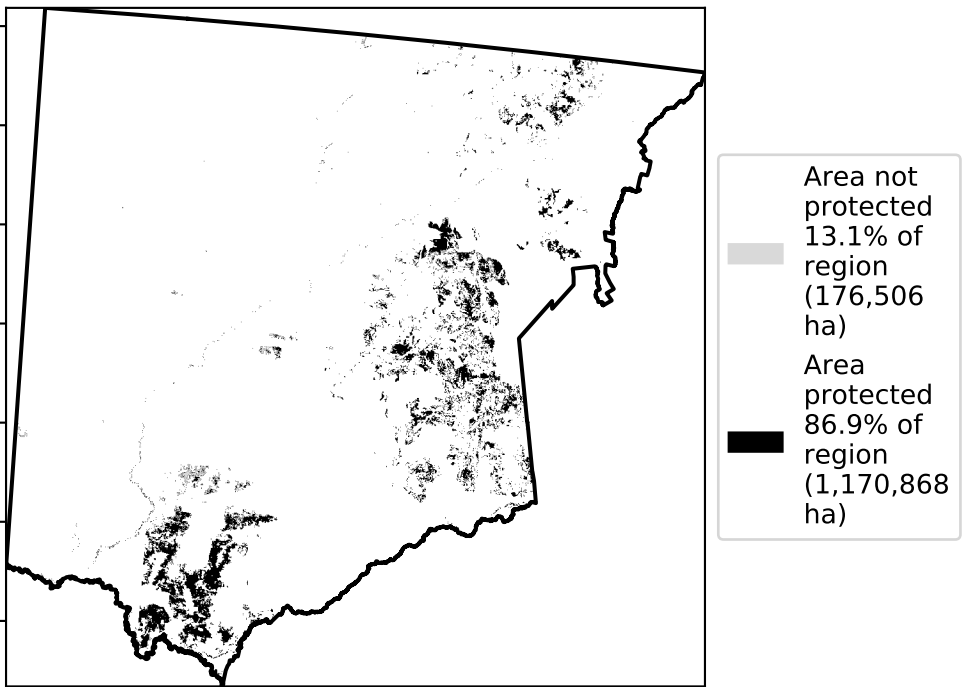 Area not
protected
13.1% of
region
(176,506
ha)
Area
protected
86.9% of
region
(1,170,868
ha)